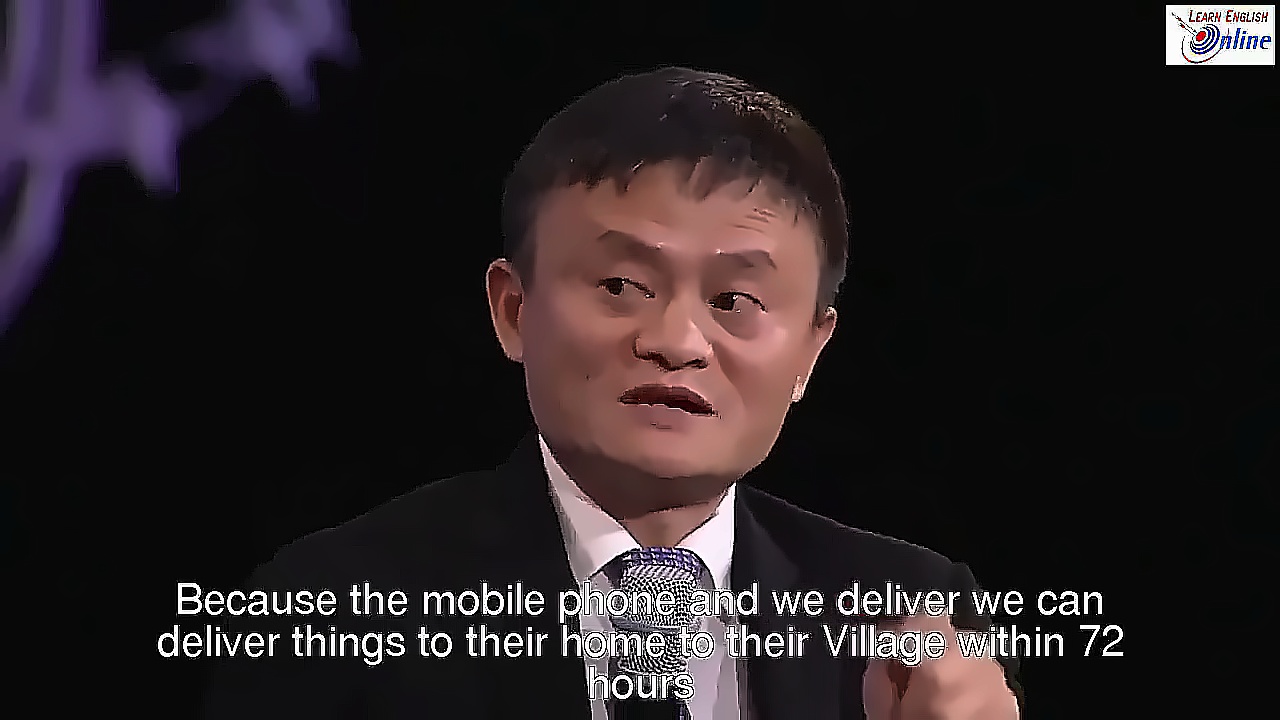 LEARN ENGLISH
Online
Because the mobile phone and we deliver we can
deliver things to their home to their Village within 72
hours